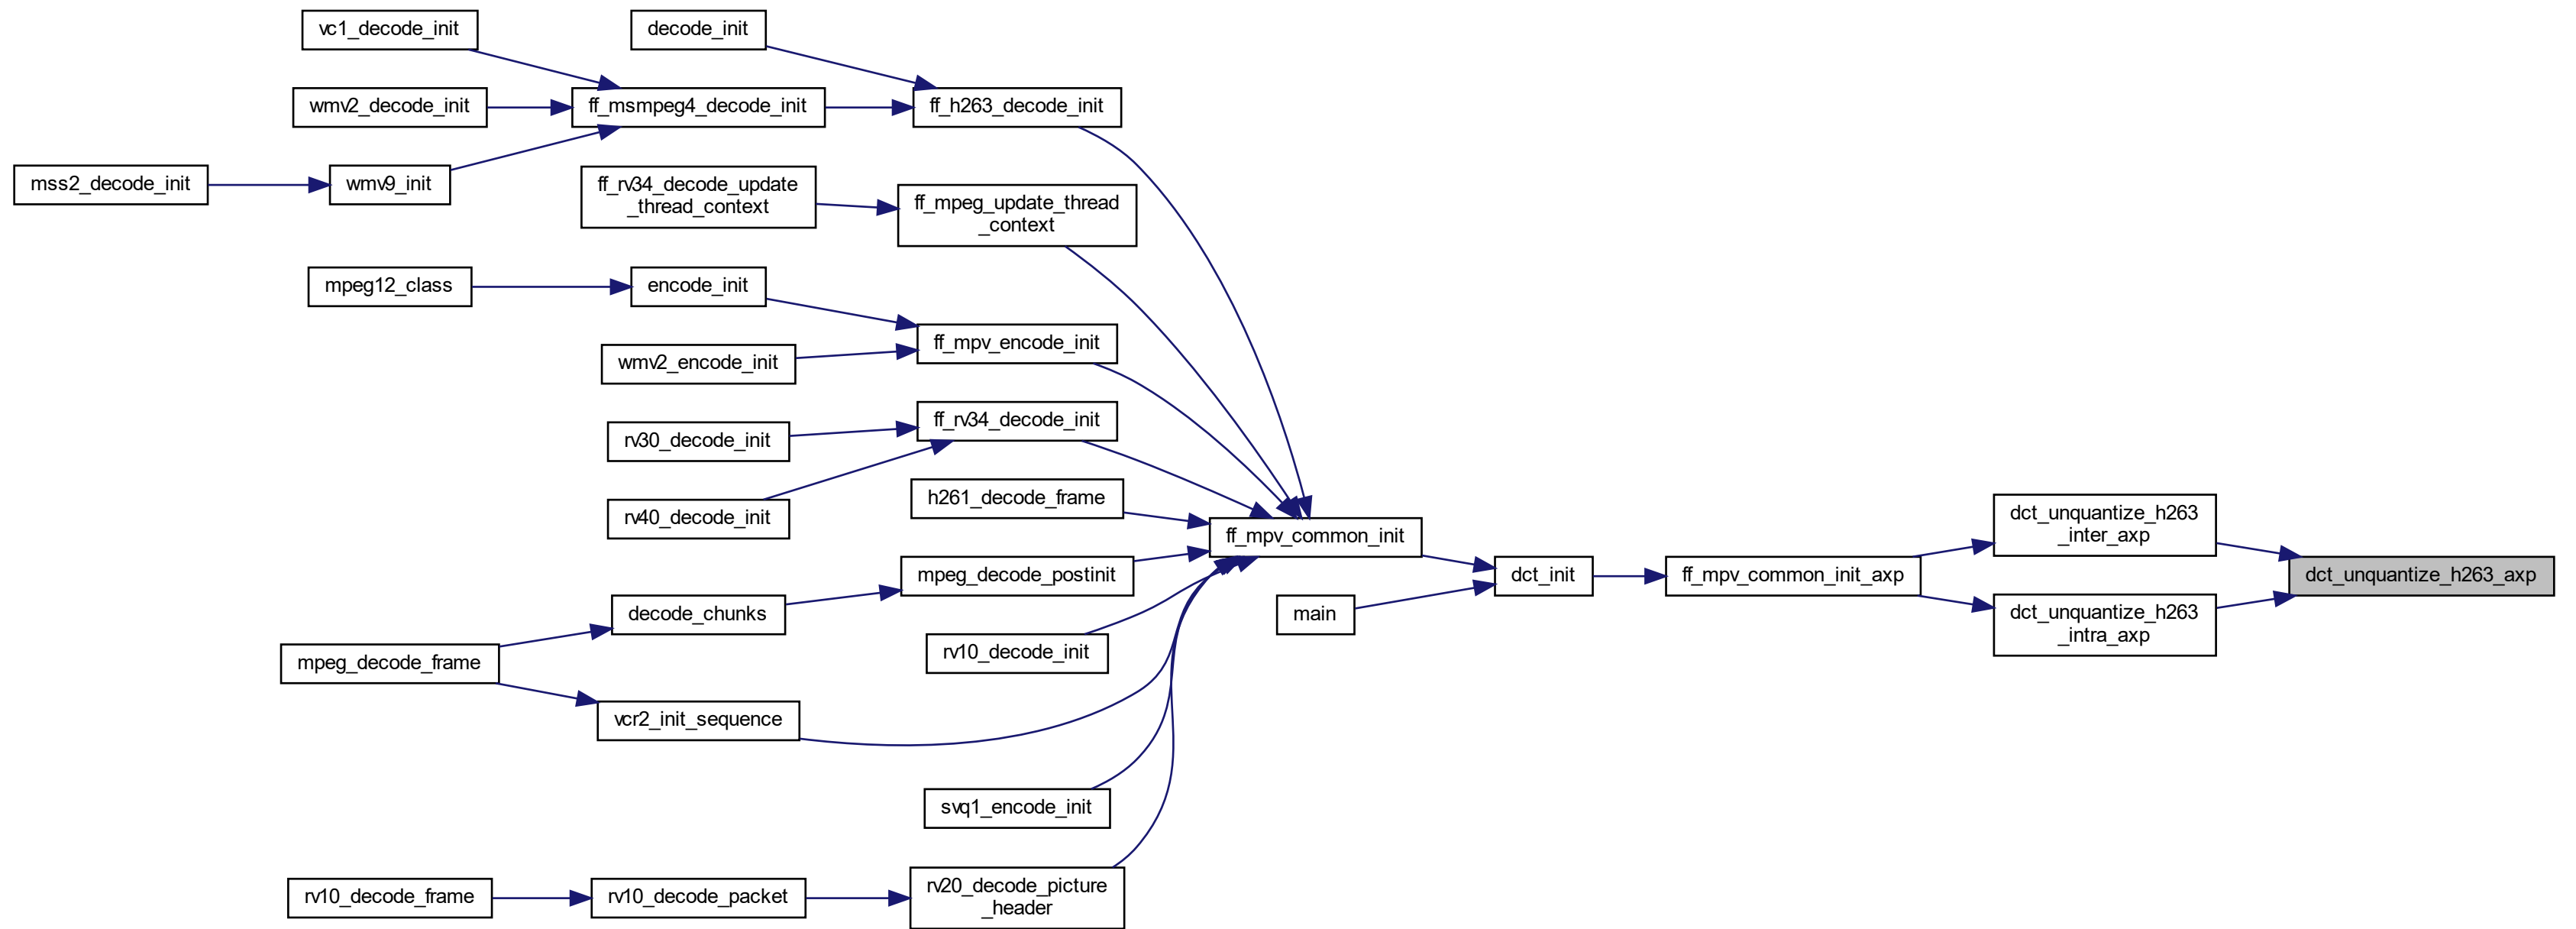 vc1_decode_init
decode_init
wmv2_decode_init
ff_msmpeg4_decode_init
ff_h263_decode_init
mss2_decode_init
wmv9_init
ff_rv34_decode_update
_thread_context
ff_mpeg_update_thread
_context
mpeg12_class
encode_init
ff_mpv_encode_init
wmv2_encode_init
ff_rv34_decode_init
rv30_decode_init
rv40_decode_init
h261_decode_frame
ff_mpv_common_init
mpeg_decode_postinit
decode_chunks
main
dct_init
ff_mpv_common_init_axp
dct_unquantize_h263
_inter_axp
dct_unquantize_h263_axp
dct_unquantize_h263
_intra_axp
rv10_decode_init
mpeg_decode_frame
vcr2_init_sequence
svq1_encode_init
rv10_decode_frame
rv10_decode_packet
rv20_decode_picture
_header